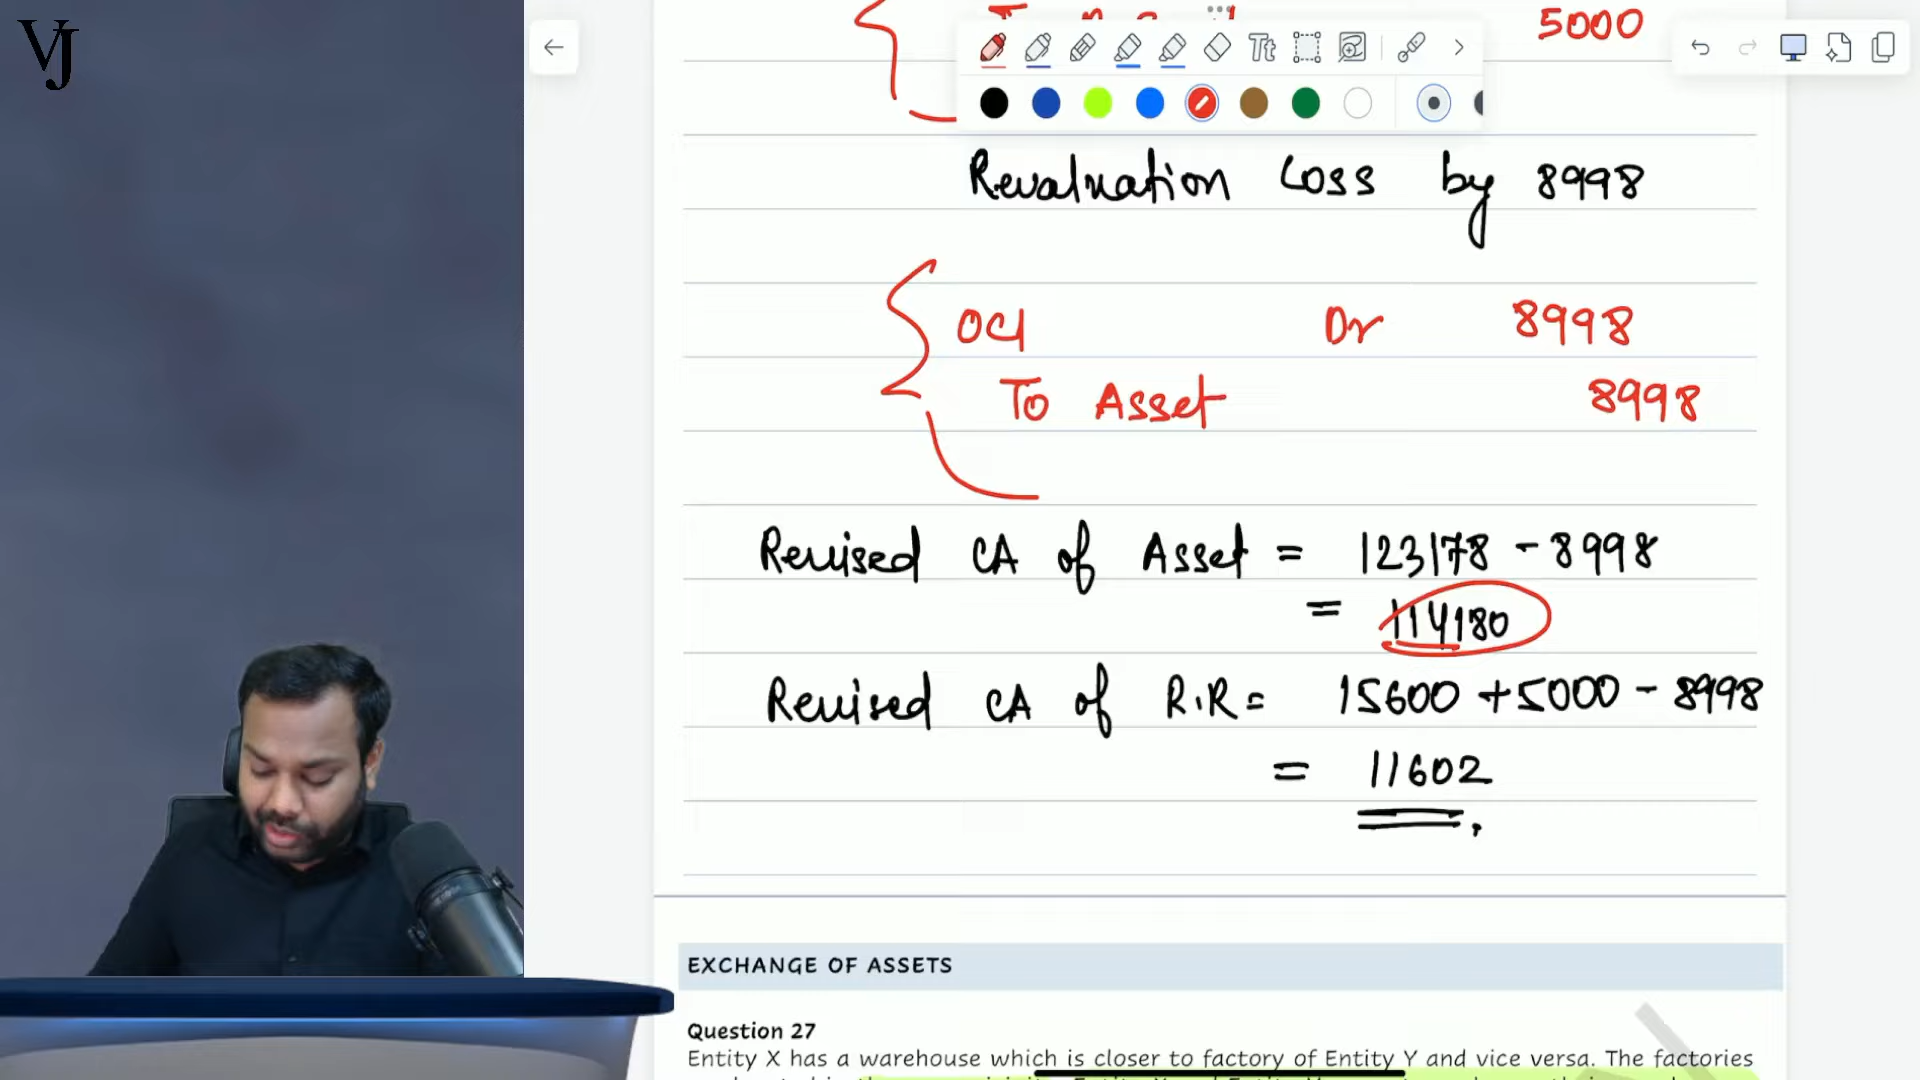 VJ
5000
Tt
Revaluation Loss by 8998
OCI Dr 8998
To Asset 8998
Revised CA of Asset = 123178 - 8998
= 114180
Revised CA of R.R = 15600 + 5000 - 8998
= 11602
EXCHANGE OF ASSETS
Question 27
Entity X has a warehouse which is closer to factory of Entity Y and vice versa. The factories